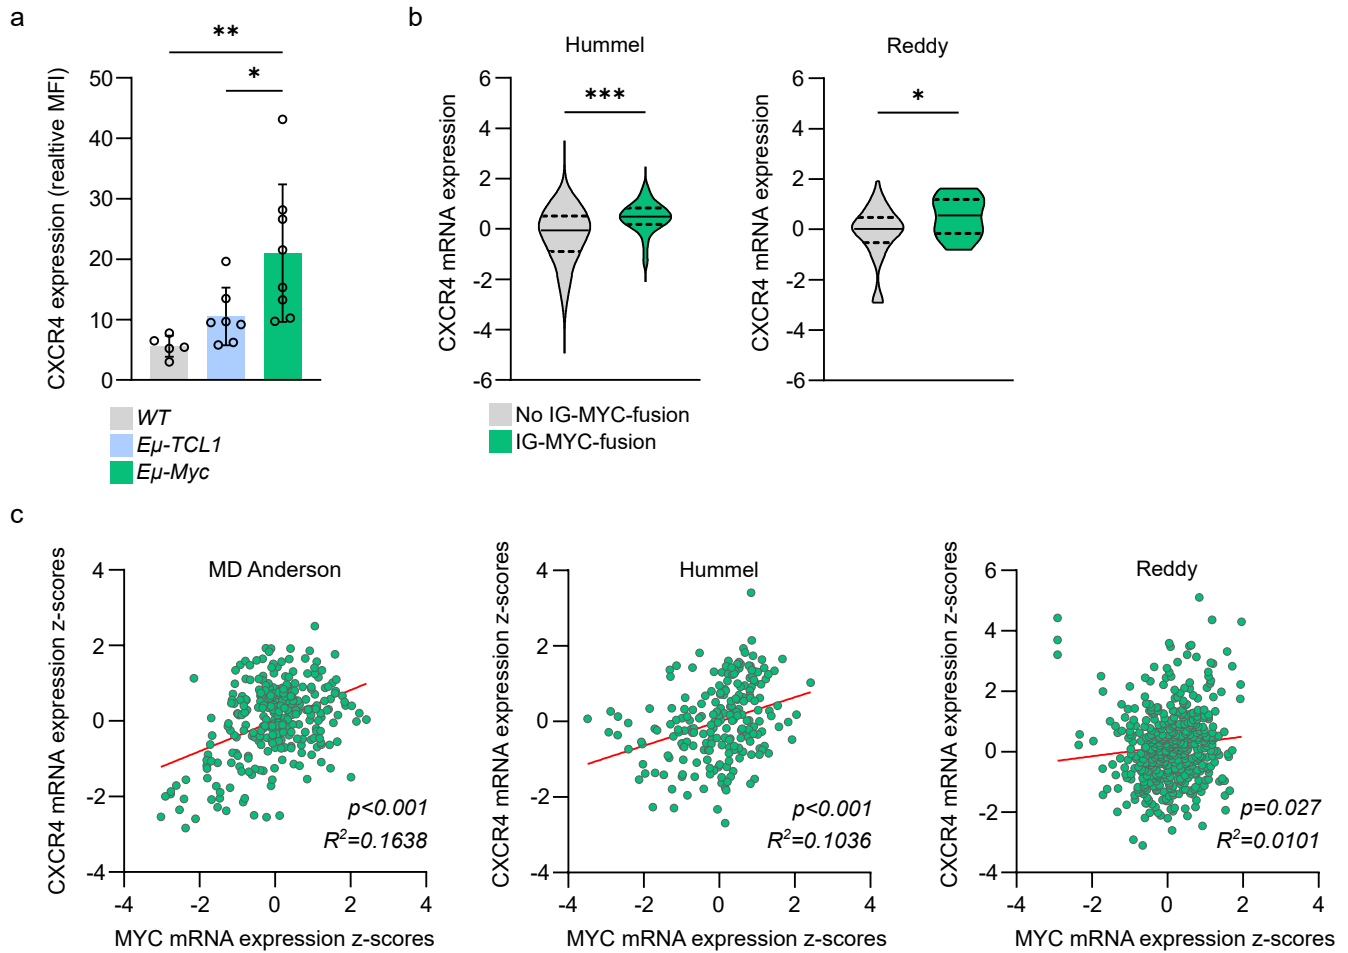 a
**
*
CXCR4 expression (realtive MFI)
50
40
30
20
10
0
WT
Eµ-TCL1
Eµ-Myc
b
Hummel
***
CXCR4 mRNA expression
6
4
2
0
-2
-4
-6
Reddy
*
CXCR4 mRNA expression
6
4
2
0
-2
-4
-6
No IG-MYC-fusion
IG-MYC-fusion
c
MD Anderson
CXCR4 mRNA expression z-scores
4
2
0
-2
-4
p<0.001
R²=0.1638
-4 -2 0 2 4
MYC mRNA expression z-scores
Hummel
CXCR4 mRNA expression z-scores
4
2
0
-2
-4
p<0.001
R²=0.1036
-4 -2 0 2 4
MYC mRNA expression z-scores
Reddy
CXCR4 mRNA expression z-scores
6
4
2
0
-2
-4
p=0.027
R²=0.0101
-4 -2 0 2 4
MYC mRNA expression z-scores